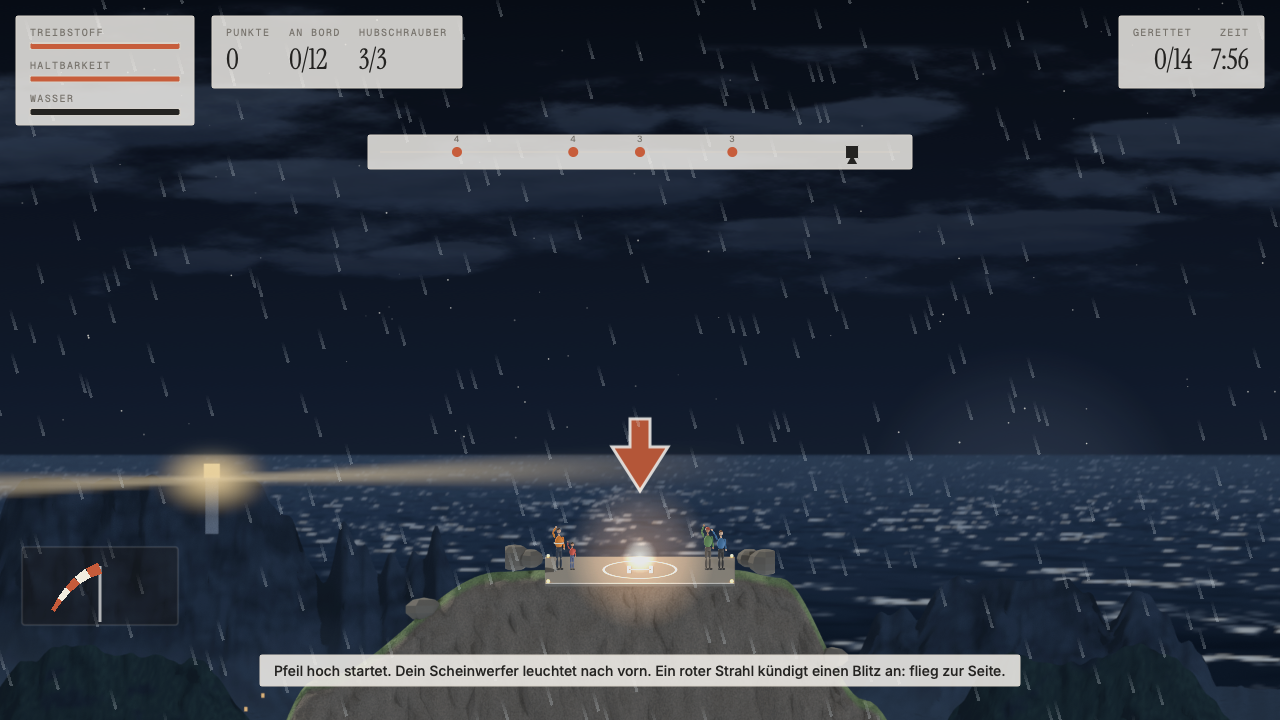 TREIBSTOFF
HALTBARKEIT
WASSER
PUNKTE AN BORD HUBSCHRAUBER
0 0/12 3/3
GERETTET ZEIT
0/14 7:56
4 4 3 3
Pfeil hoch startet. Dein Scheinwerfer leuchtet nach vorn. Ein roter Strahl kündigt einen Blitz an: flieg zur Seite.